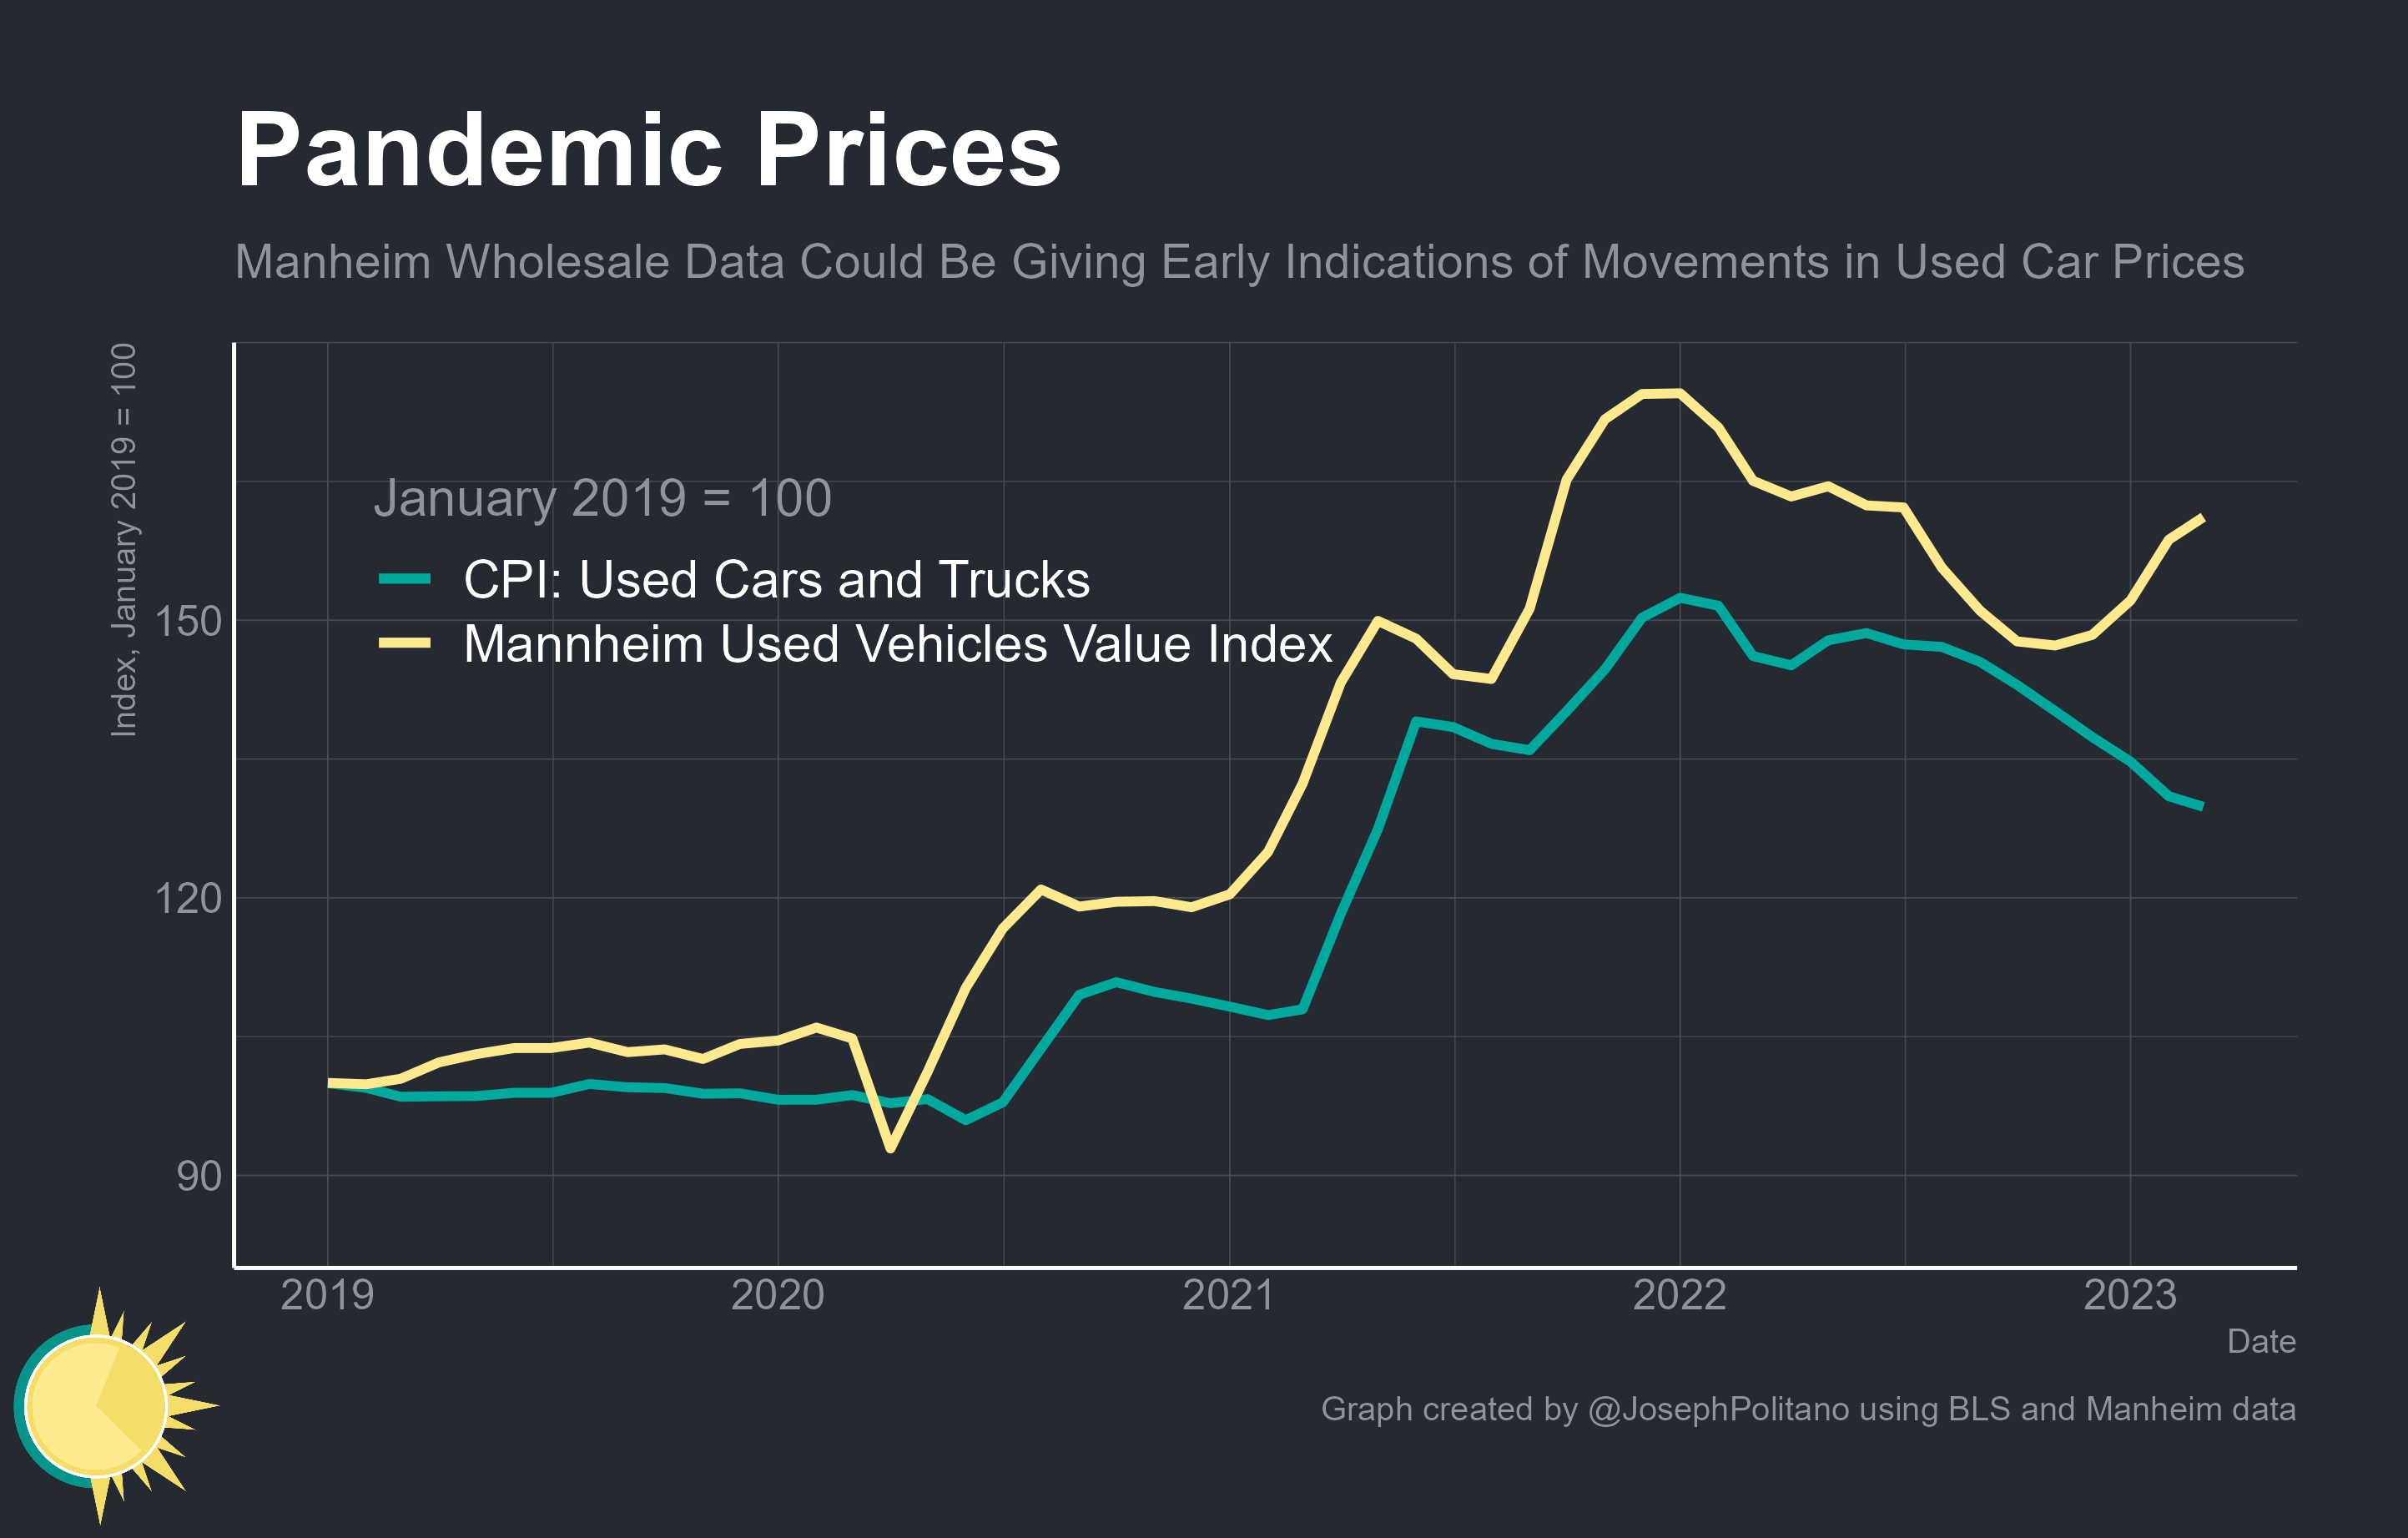 Pandemic Prices
Manheim Wholesale Data Could Be Giving Early Indications of Movements in Used Car Prices
Index, January 2019 = 100
January 2019 = 100
CPI: Used Cars and Trucks
Mannheim Used Vehicles Value Index
150
120
90
2019 2020 2021 2022 2023
Date
Graph created by @JosephPolitano using BLS and Manheim data